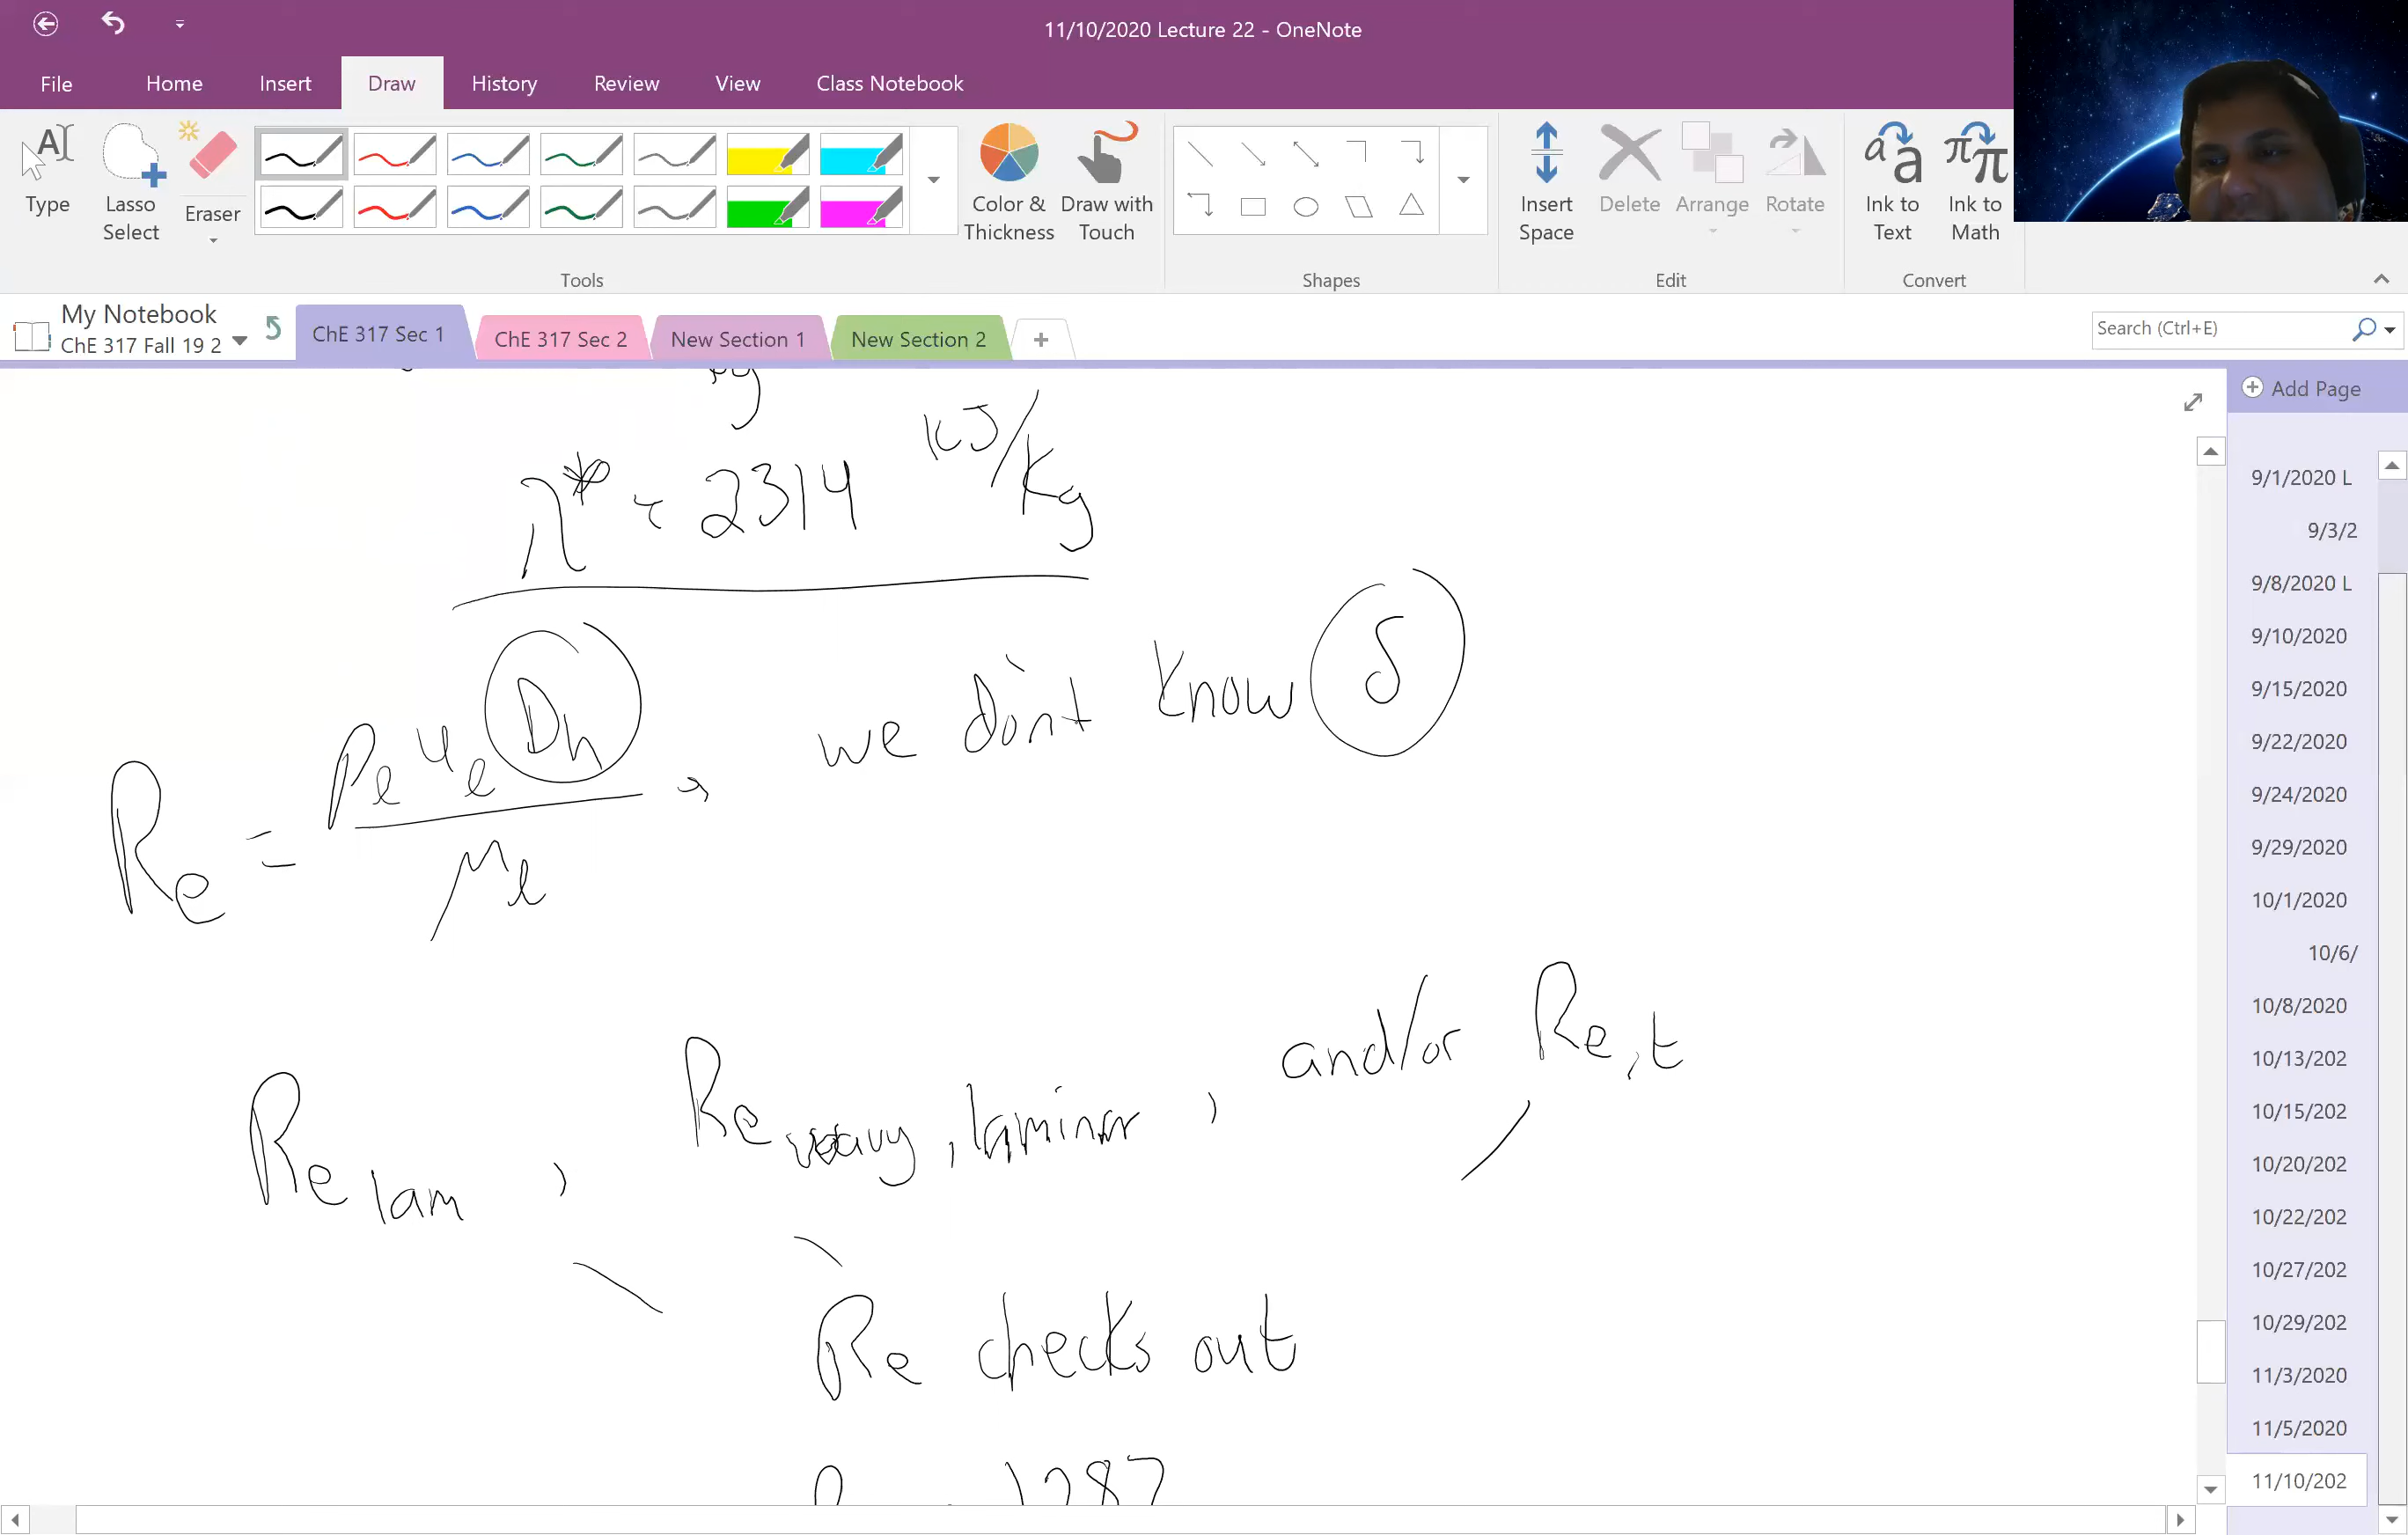 11/10/2020 Lecture 22 - OneNote
File Home Insert Draw History Review View Class Notebook
Type
Lasso Select
Eraser
Color & Thickness
Draw with Touch
Insert Space
Delete
Arrange
Rotate
Ink to Text
Ink to Math
Tools Shapes Edit Convert
My Notebook
ChE 317 Fall 19 2
ChE 317 Sec 1 ChE 317 Sec 2 New Section 1 New Section 2 +
Search (Ctrl+E)
Add Page
λ* = 2314 kJ/kg
Re = ρℓ uℓ Dh / μℓ → we don't know δ
Re lam , Re wavy, laminar , and/or Re,t
Re checks out
Re = 1287
9/1/2020 L
9/3/2
9/8/2020 L
9/10/2020
9/15/2020
9/22/2020
9/24/2020
9/29/2020
10/1/2020
10/6/
10/8/2020
10/13/202
10/15/202
10/20/202
10/22/202
10/27/202
10/29/202
11/3/2020
11/5/2020
11/10/202